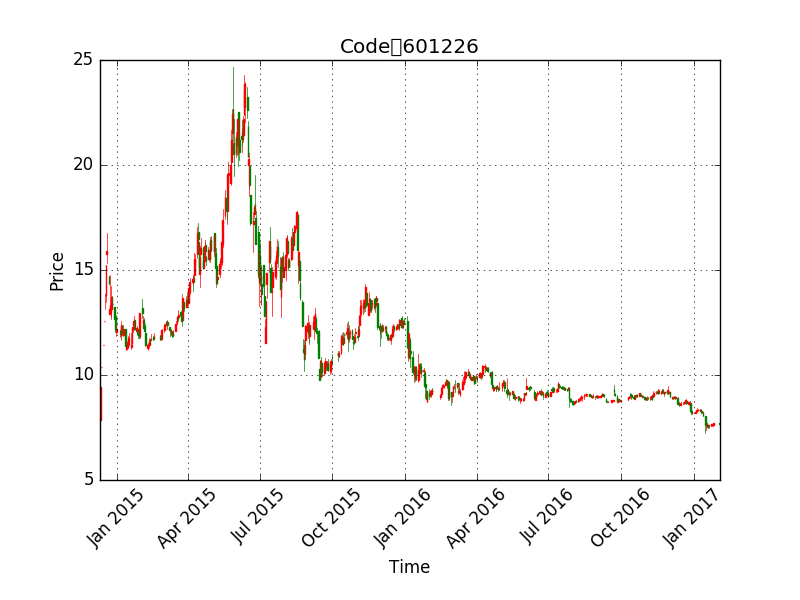 Code▯601226
25
20
15
10
5
Price
Jan 2015
Apr 2015
Jul 2015
Oct 2015
Jan 2016
Apr 2016
Jul 2016
Oct 2016
Jan 2017
Time